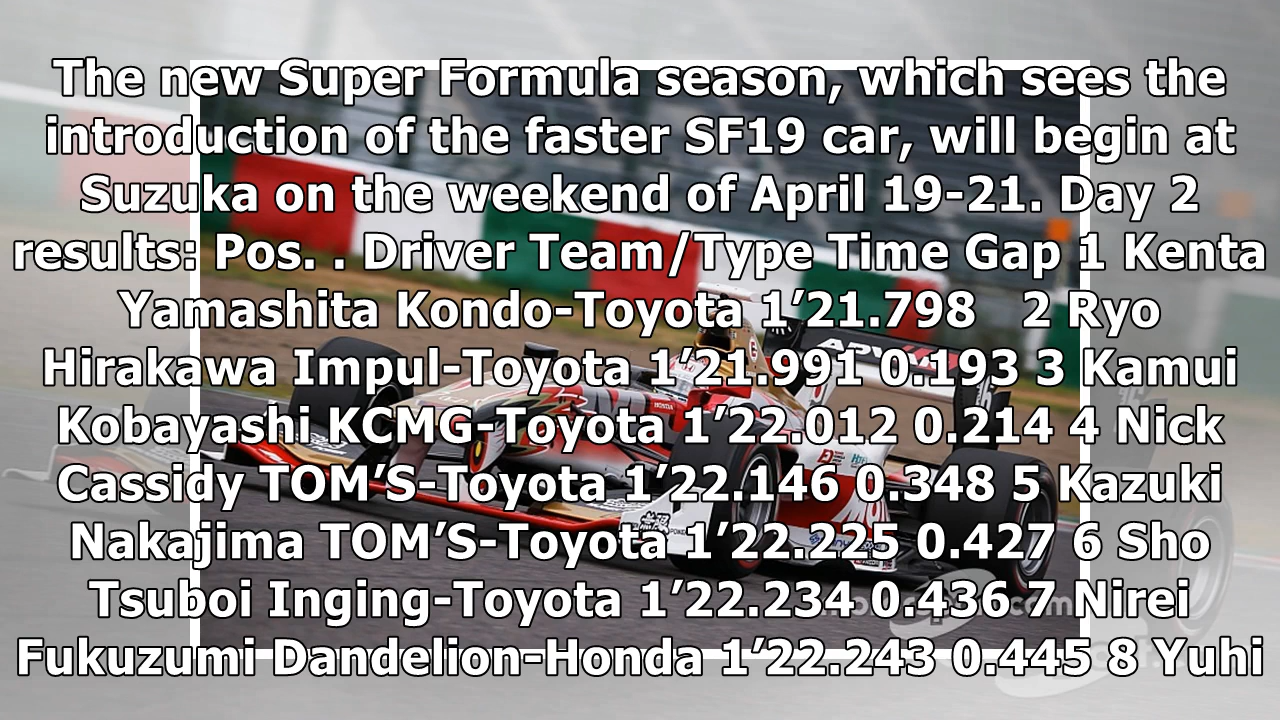 The new Super Formula season, which sees the
introduction of the faster SF19 car, will begin at
Suzuka on the weekend of April 19-21. Day 2
results: Pos. . Driver Team/Type Time Gap 1 Kenta
Yamashita Kondo-Toyota 1’21.798 2 Ryo
Hirakawa Impul-Toyota 1’21.991 0.193 3 Kamui
Kobayashi KCMG-Toyota 1’22.012 0.214 4 Nick
Cassidy TOM’S-Toyota 1’22.146 0.348 5 Kazuki
Nakajima TOM’S-Toyota 1’22.225 0.427 6 Sho
Tsuboi Inging-Toyota 1’22.234 0.436 7 Nirei
Fukuzumi Dandelion-Honda 1’22.243 0.445 8 Yuhi
HONDA